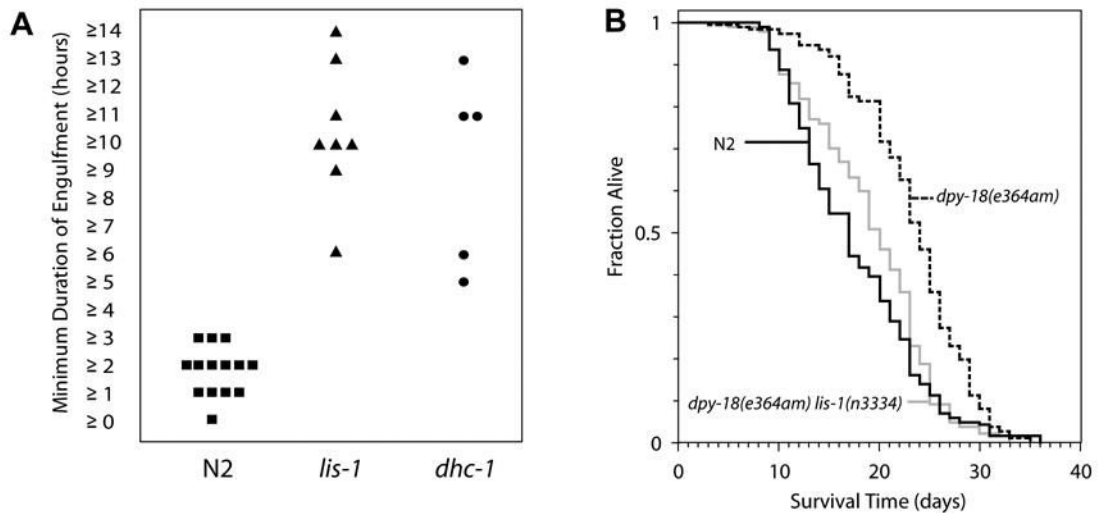 A
Minimum Duration of Engulfment (hours)
≥14
≥13
≥12
≥11
≥10
≥ 9
≥ 8
≥ 7
≥ 6
≥ 5
≥ 4
≥ 3
≥ 2
≥ 1
≥ 0
N2
lis-1
dhc-1
B
Fraction Alive
1
0.5
0
N2
dpy-18(e364am)
dpy-18(e364am) lis-1(n3334)
0
10
20
30
40
Survival Time (days)